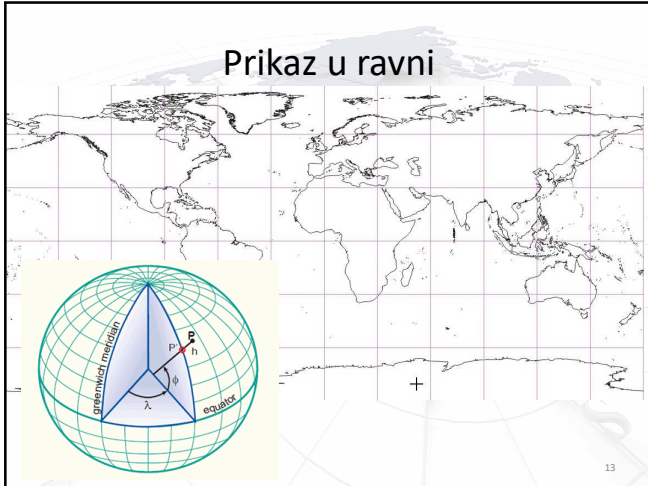 Prikaz u ravni
greenwich meridian
P
P'
h
ϕ
λ
equator
13